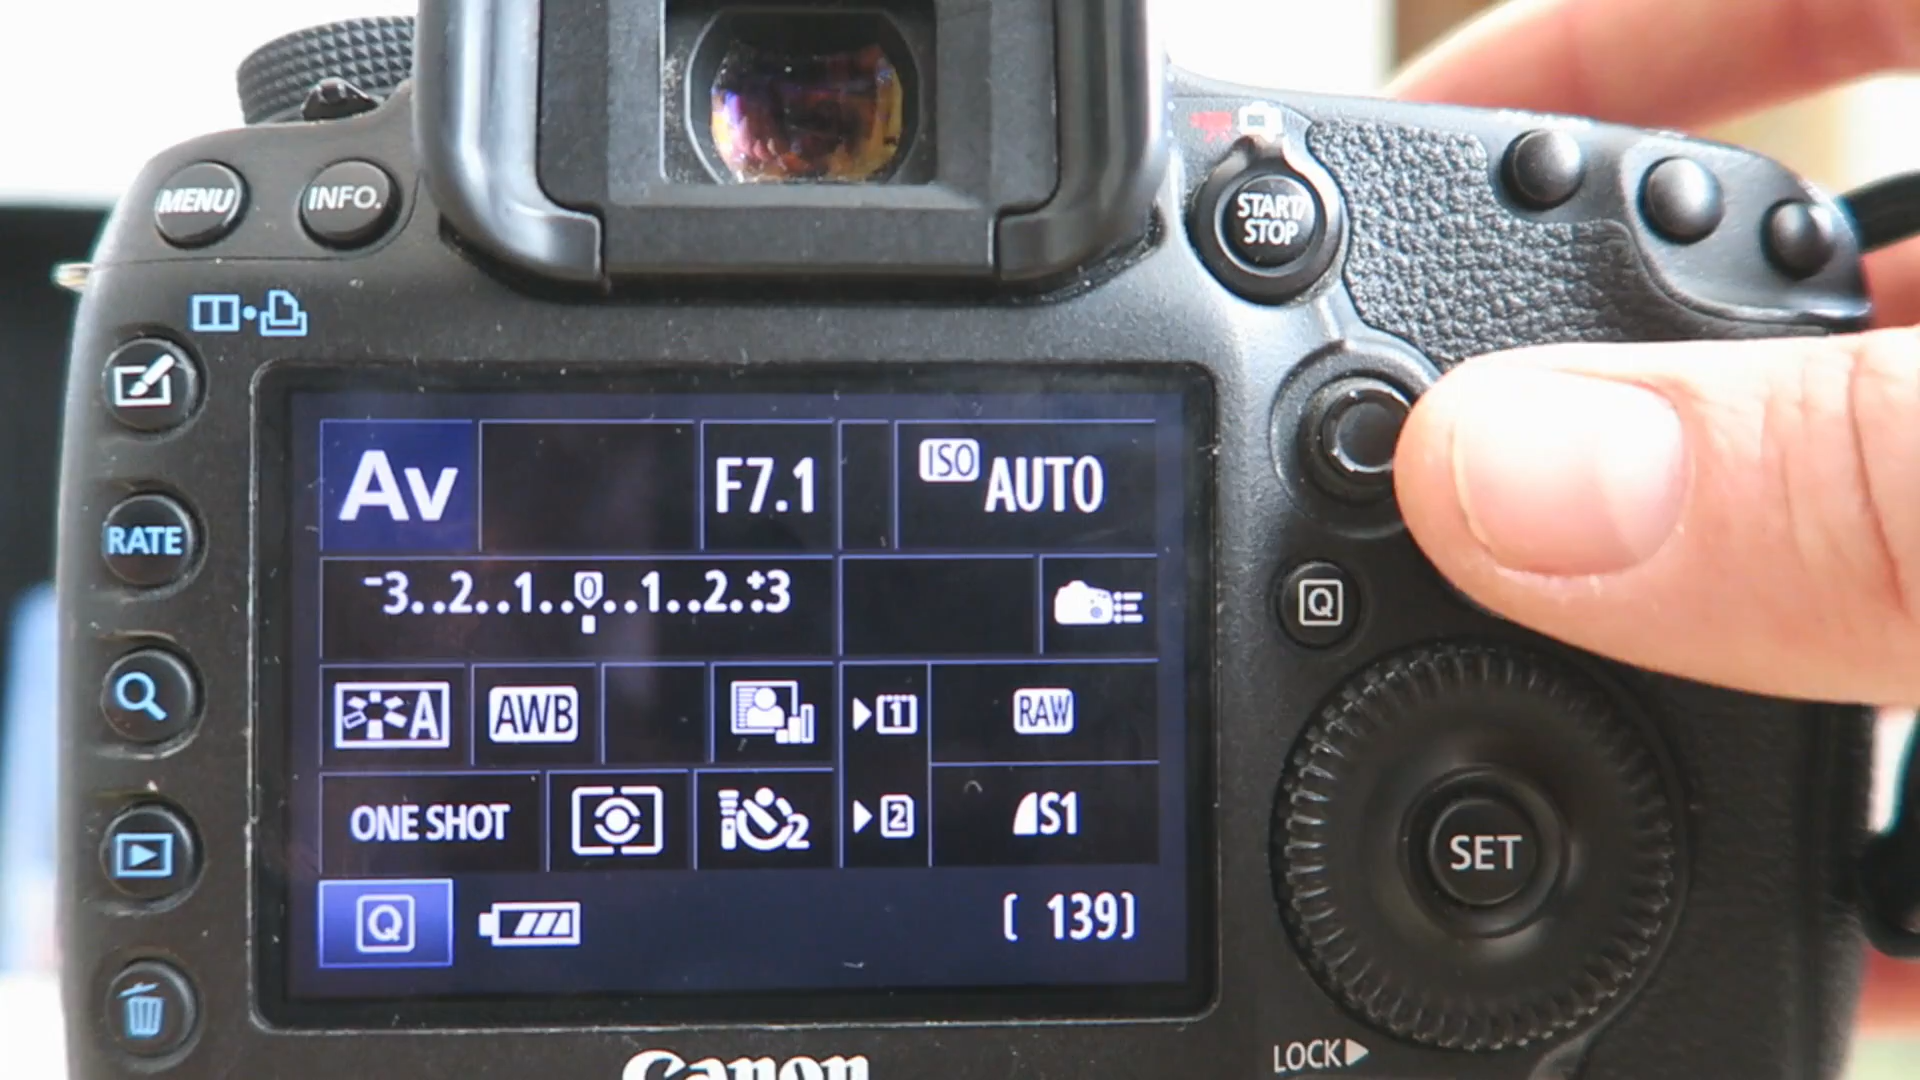 MENU INFO.
START/
STOP
Av F7.1 ISO AUTO
-3..2..1..0..1..2.:+3
A AWB 1 RAW
ONE SHOT 2 2 S1
Q [ 139]
RATE
Q
SET
LOCK
Canon